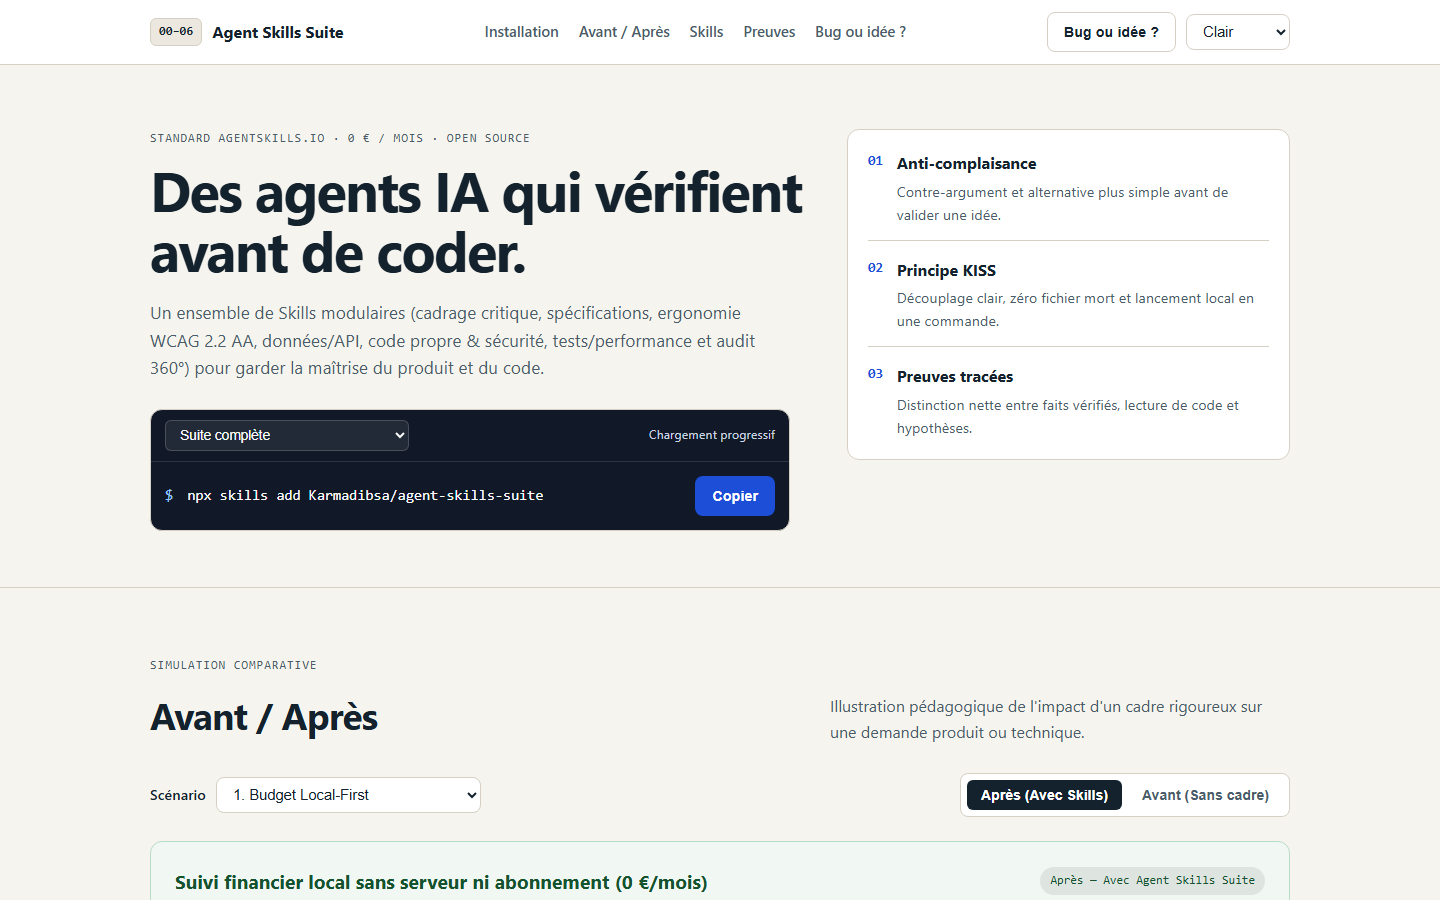 00–06 Agent Skills Suite
Installation Avant / Après Skills Preuves Bug ou idée ?
Bug ou idée ? Clair
STANDARD AGENTSKILLS.IO · 0 € / MOIS · OPEN SOURCE
Des agents IA qui vérifient
avant de coder.
Un ensemble de Skills modulaires (cadrage critique, spécifications, ergonomie
WCAG 2.2 AA, données/API, code propre & sécurité, tests/performance et audit
360°) pour garder la maîtrise du produit et du code.
Suite complète
Chargement progressif
$ npx skills add Karmadibsa/agent-skills-suite
Copier
01 Anti-complaisance
Contre-argument et alternative plus simple avant de
valider une idée.
02 Principe KISS
Découplage clair, zéro fichier mort et lancement local en
une commande.
03 Preuves tracées
Distinction nette entre faits vérifiés, lecture de code et
hypothèses.
SIMULATION COMPARATIVE
Avant / Après
Illustration pédagogique de l'impact d'un cadre rigoureux sur
une demande produit ou technique.
Scénario 1. Budget Local-First
Après (Avec Skills) Avant (Sans cadre)
Suivi financier local sans serveur ni abonnement (0 €/mois)
Après — Avec Agent Skills Suite